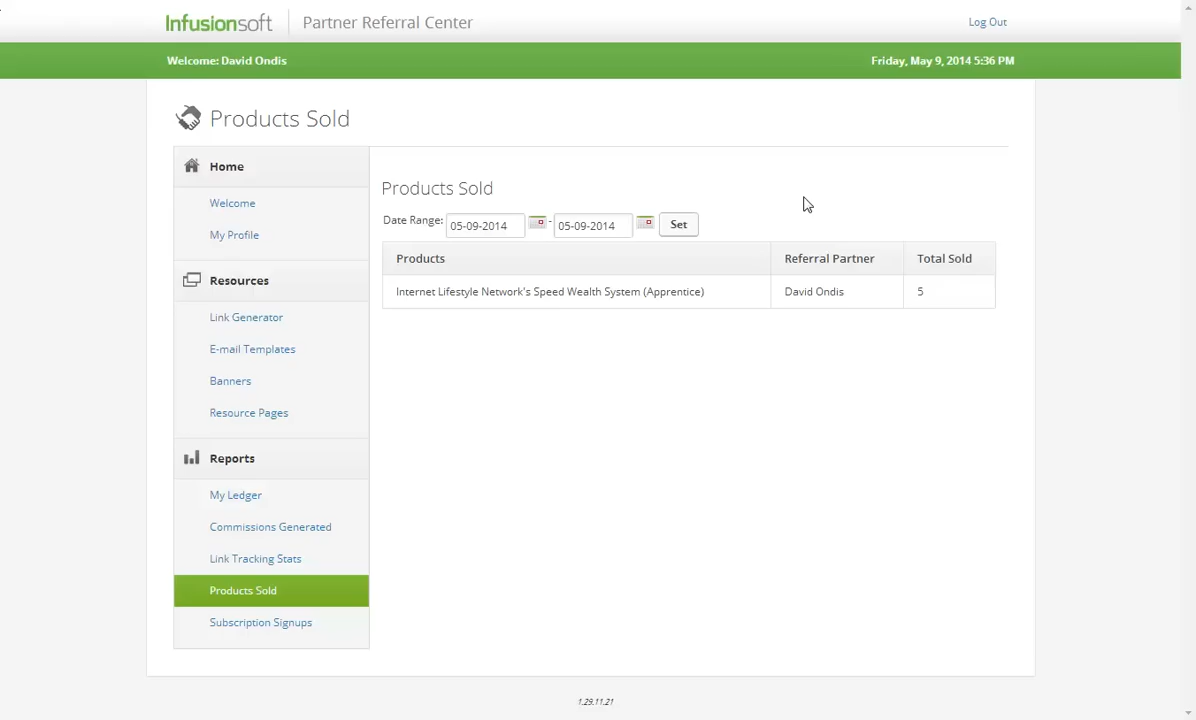 Infusionsoft Partner Referral Center Log Out
Welcome: David Ondis Friday, May 9, 2014 5:36 PM
Products Sold
Home
Welcome
My Profile
Resources
Link Generator
E-mail Templates
Banners
Resource Pages
Reports
My Ledger
Commissions Generated
Link Tracking Stats
Products Sold
Subscription Signups
Products Sold
Date Range: 05-09-2014 - 05-09-2014 Set
Products Referral Partner Total Sold
Internet Lifestyle Network's Speed Wealth System (Apprentice) David Ondis 5
1.29.11.21